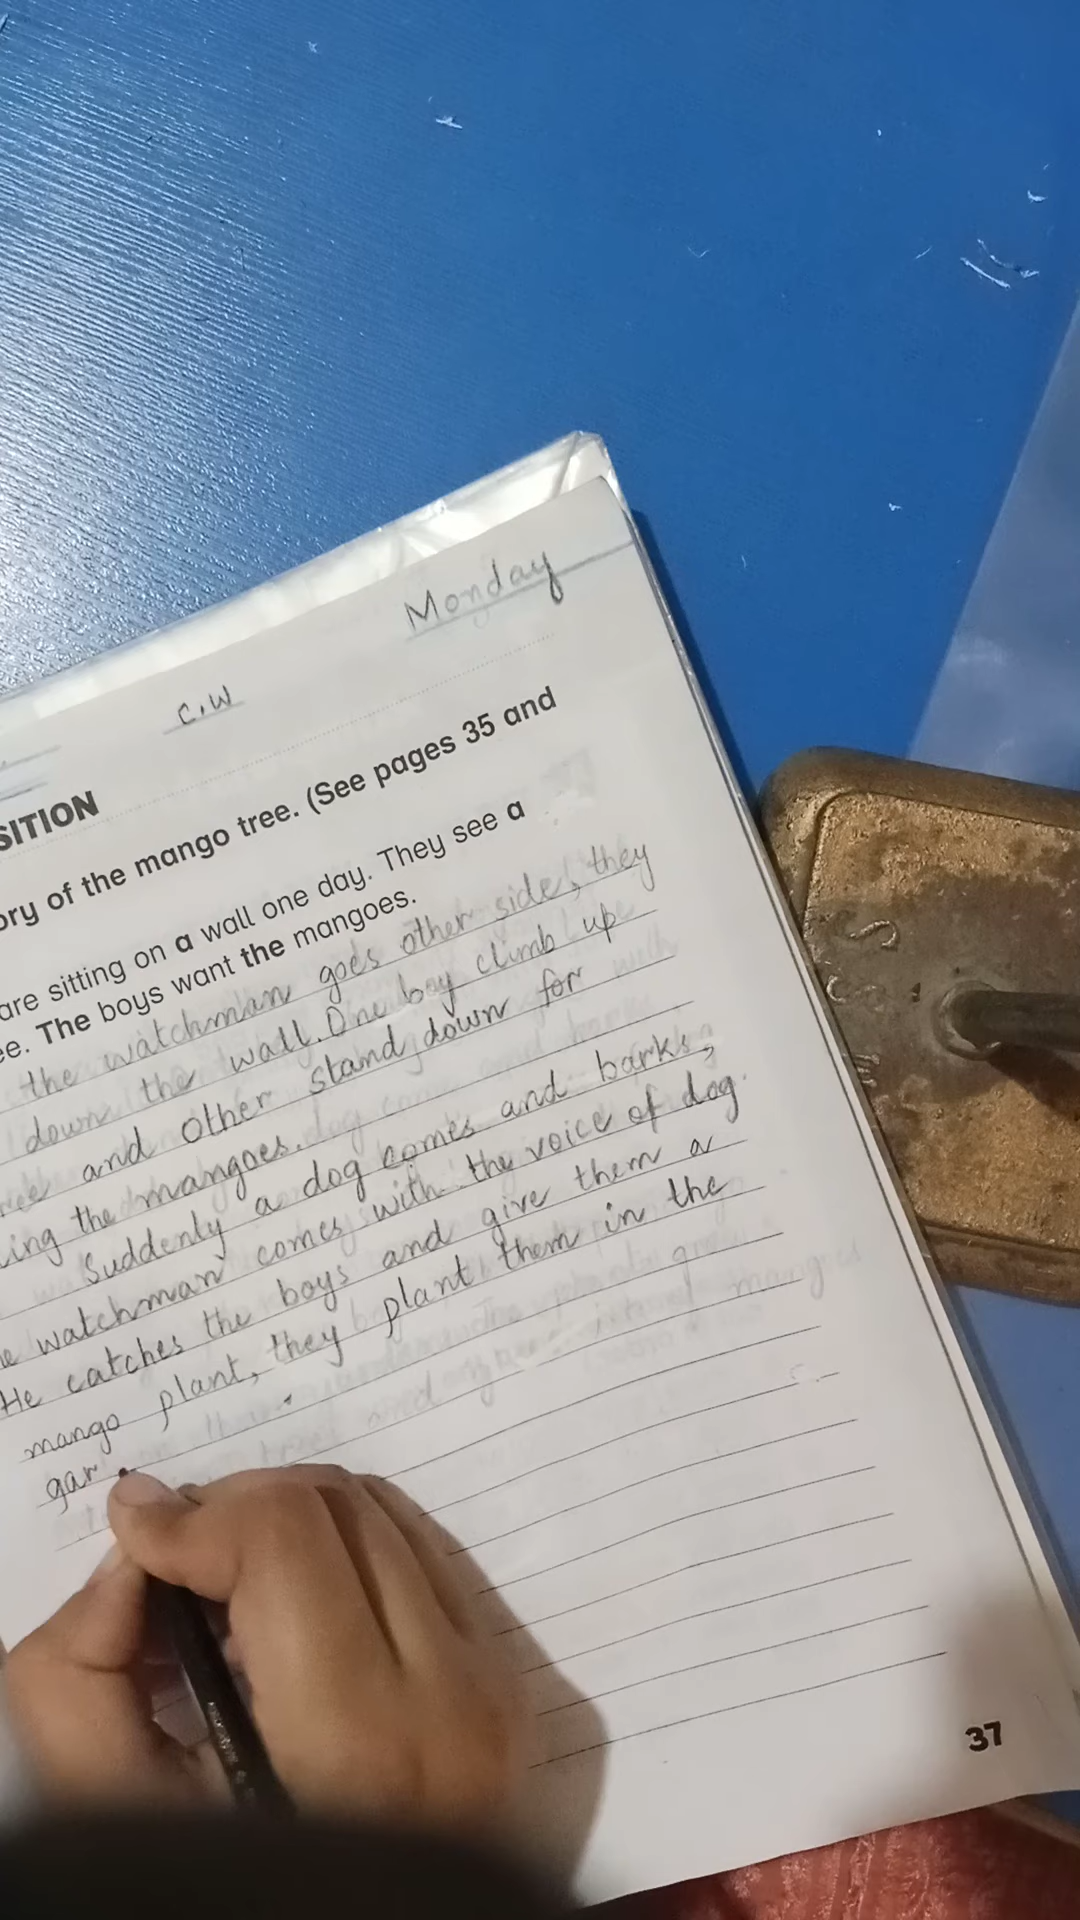 Monday
C.W
SITION
ory of the mango tree. (See pages 35 and
are sitting on a wall one day. They see a
ee. The boys want the mangoes.
the watchman goes other side, they
down the wall. One boy climb up
and other stand down for
ing the mangoes.
Suddenly a dog comes and barks,
e watchman comes with the voice of dog.
He catches the boys and give them a
mango plant, they plant them in the
gar
37